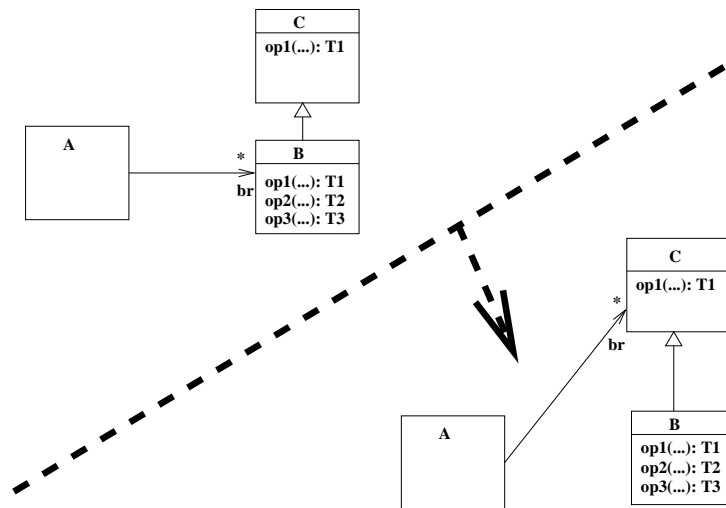 C
op1(...): T1
A
*
br
B
op1(...): T1
op2(...): T2
op3(...): T3
C
op1(...): T1
*
br
A
B
op1(...): T1
op2(...): T2
op3(...): T3